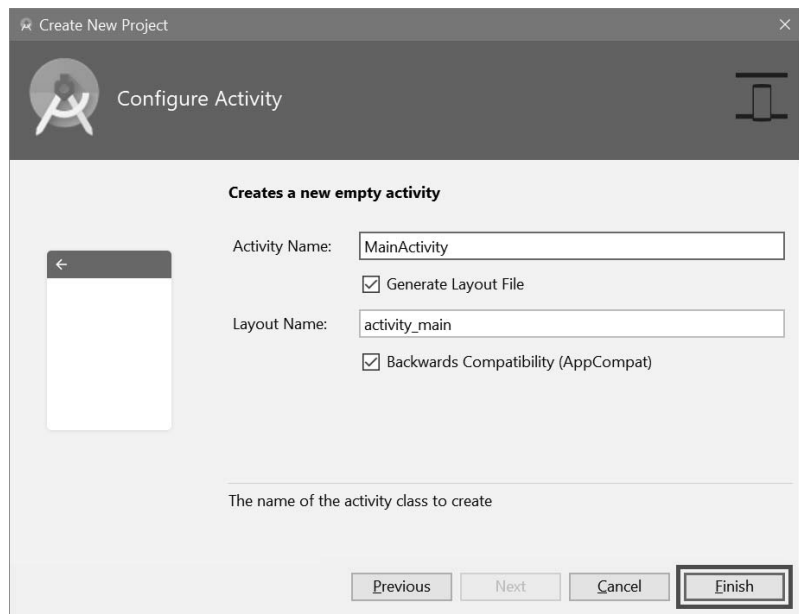 Create New Project
Configure Activity
Creates a new empty activity
Activity Name: MainActivity
Generate Layout File
Layout Name: activity_main
Backwards Compatibility (AppCompat)
The name of the activity class to create
Previous Next Cancel Finish